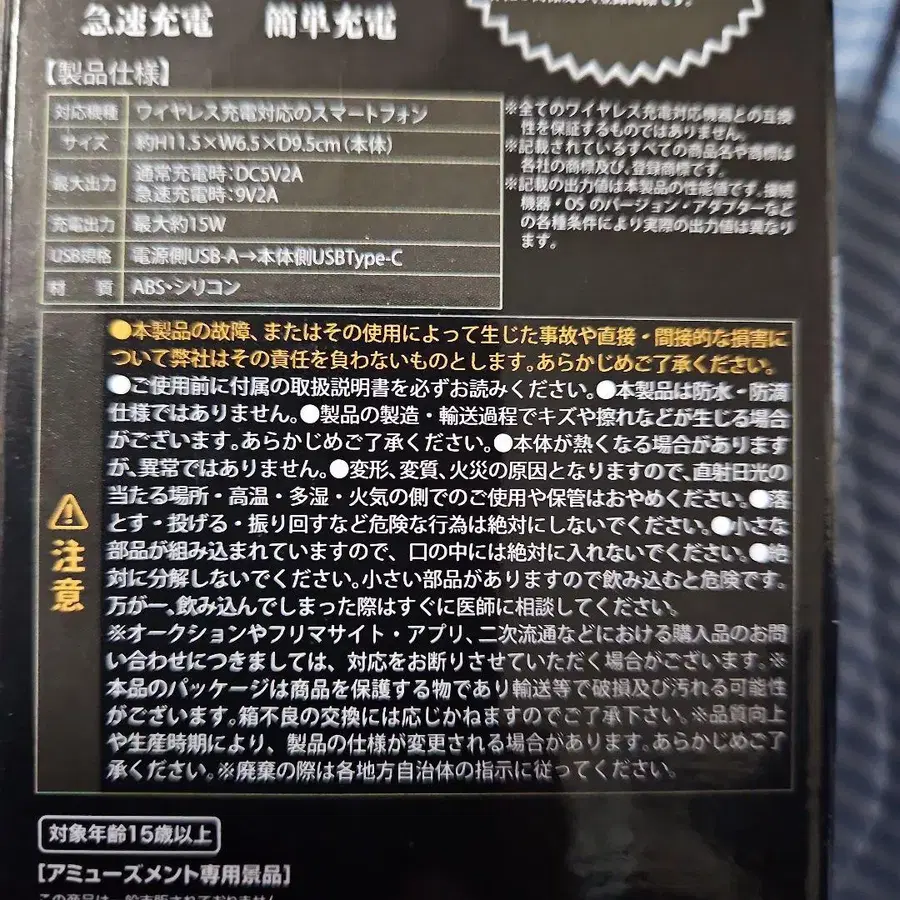 急速充電 簡単充電
【製品仕様】
対応機種 ワイヤレス充電対応のスマートフォン
サイズ 約H11.5×W6.5×D9.5cm（本体）
最大出力 通常充電時：DC5V2A
急速充電時：9V2A
充電出力 最大約15W
USB規格 電源側USB-A→本体側USBType-C
材質 ABS・シリコン
※全てのワイヤレス充電対応機器との互換
性を保証するものではありません。
※記載されているすべての商品名や商標は
各社の商標及び、登録商標です。
※記載の出力値は本製品の性能値です。接続
機器・OSのバージョン・アダプターなど
の各種条件により実際の出力値は異なり
ます。
⚠注意
●本製品の故障、またはその使用によって生じた事故や直接・間接的な損害に
ついて弊社はその責任を負わないものとします。あらかじめご了承ください。
●ご使用前に付属の取扱説明書を必ずお読みください。●本製品は防水・防滴
仕様ではありません。●製品の製造・輸送過程でキズや擦れなどが生じる場合
がございます。あらかじめご了承ください。●本体が熱くなる場合があります
が、異常ではありません。●変形、変質、火災の原因となりますので、直射日光の
当たる場所・高温・多湿・火気の側でのご使用や保管はおやめください。●落
とす・投げる・振り回すなど危険な行為は絶対にしないでください。●小さな
部品が組み込まれていますので、口の中には絶対に入れないでください。●絶
対に分解しないでください。小さい部品がありますので飲み込むと危険です。
万が一、飲み込んでしまった際はすぐに医師に相談してください。
※オークションやフリマサイト・アプリ、二次流通などにおける購入品のお問
い合わせにつきましては、対応をお断りさせていただく場合がございます。※
本品のパッケージは商品を保護する物であり輸送等で破損及び汚れる可能性
がございます。箱不良の交換には応じかねますのでご了承下さい。※品質向上
や生産時期により、製品の仕様が変更される場合があります。あらかじめご了
承ください。※廃棄の際は各地方自治体の指示に従ってください。
対象年齢15歳以上
[アミューズメント専用景品]